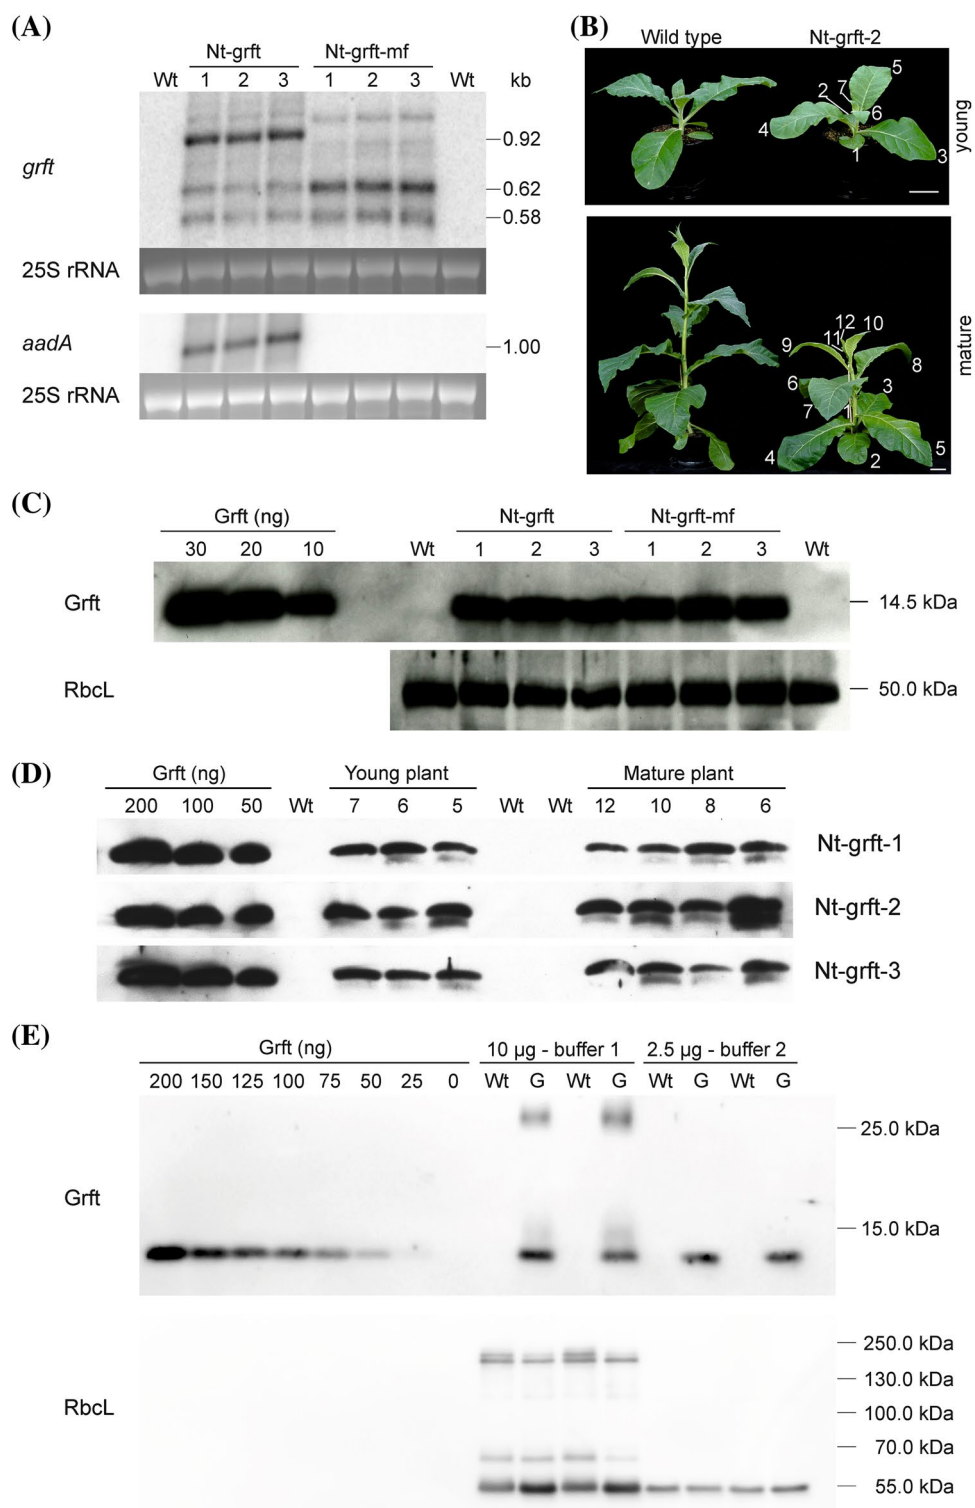 (A)
Nt-grft Nt-grft-mf
Wt 1 2 3 1 2 3 Wt kb
grft
0.92
0.62
0.58
25S rRNA
aadA
1.00
25S rRNA
(B)
Wild type Nt-grft-2
5
7
2
6
4
3
1
young
12 10
11
9
8
6
3
7
1
5
4
2
mature
(C)
Grft (ng) Nt-grft Nt-grft-mf
30 20 10 Wt 1 2 3 1 2 3 Wt
Grft
14.5 kDa
RbcL
50.0 kDa
(D)
Grft (ng) Young plant Mature plant
200 100 50 Wt 7 6 5 Wt Wt 12 10 8 6
Nt-grft-1
Nt-grft-2
Nt-grft-3
(E)
Grft (ng) 10 µg - buffer 1 2.5 µg - buffer 2
200 150 125 100 75 50 25 0 Wt G Wt G Wt G Wt G
25.0 kDa
Grft
15.0 kDa
250.0 kDa
130.0 kDa
RbcL
100.0 kDa
70.0 kDa
55.0 kDa